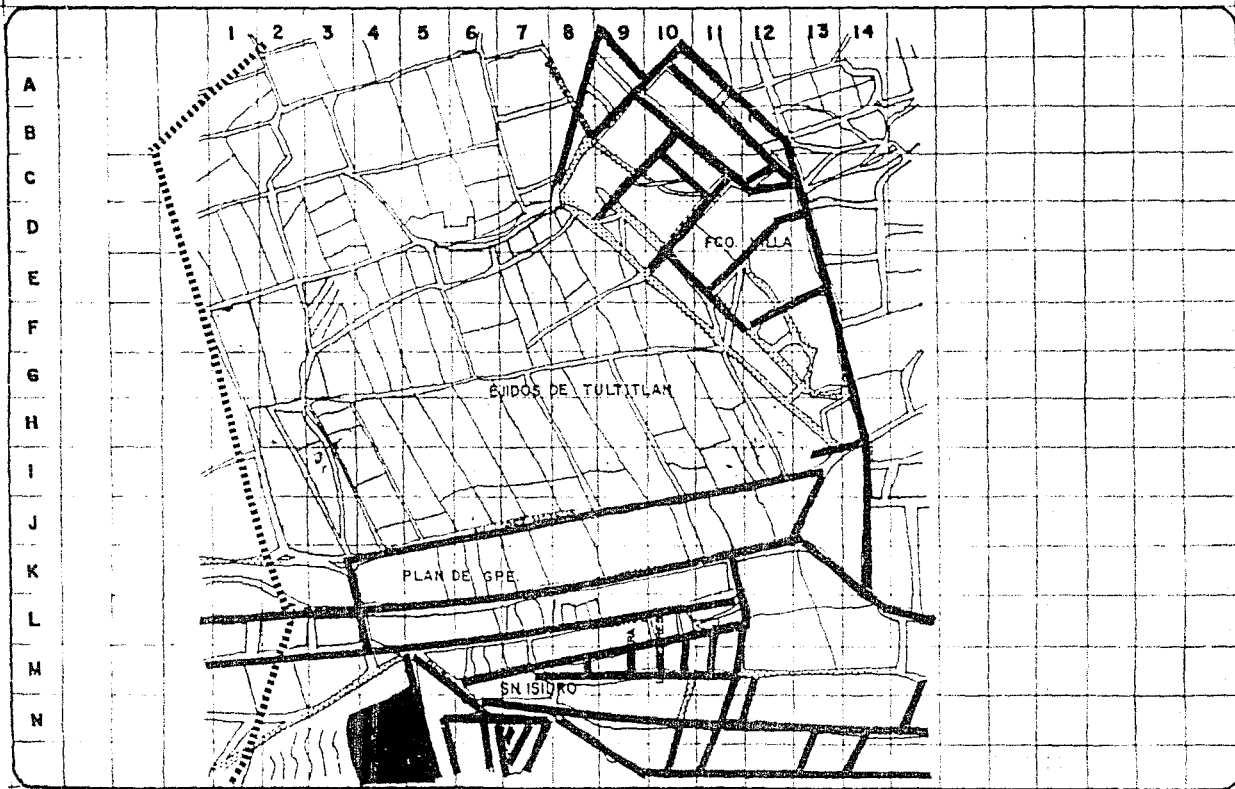 1 2 3 4 5 6 7 8 9 10 11 12 13 14
A
B
C
D
FCO. VILLA
E
F
G
EJIDOS DE TULTITLAM
H
I
J
K
PLAN DE GPE.
L
M
SN ISIDRO
N